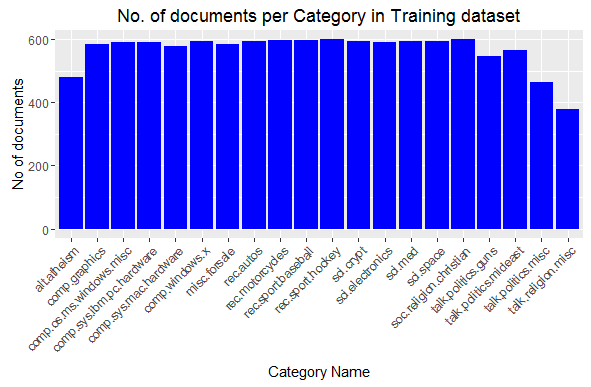 No. of documents per Category in Training dataset
No of documents
600
400
200
0
alt.atheism
comp.graphics
comp.os.ms.windows.misc
comp.sys.ibm.pc.hardware
comp.sys.mac.hardware
comp.windows.x
misc.forsale
rec.autos
rec.motorcycles
rec.sport.baseball
rec.sport.hockey
sci.crypt
sci.electronics
sci.med
sci.space
soc.religion.christian
talk.politics.guns
talk.politics.mideast
talk.politics.misc
talk.religion.misc
Category Name